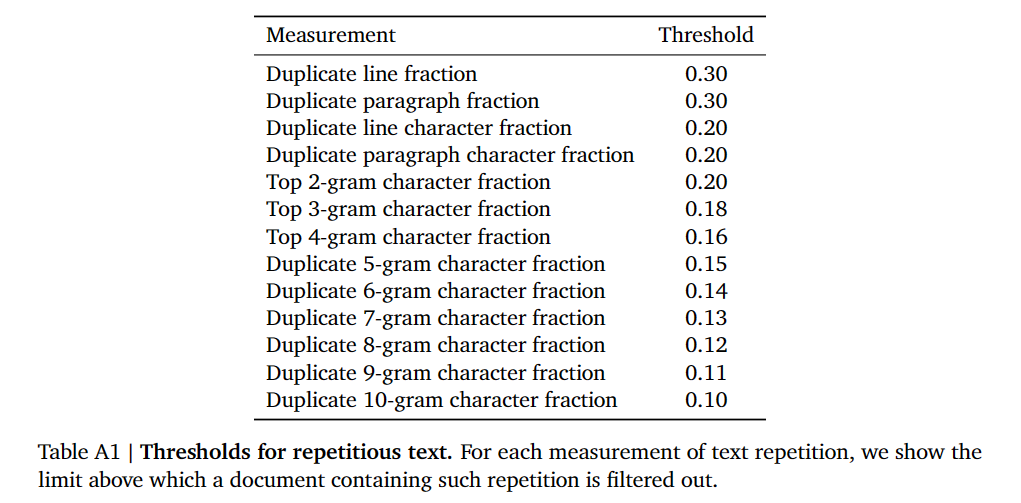 Measurement Threshold
Duplicate line fraction 0.30
Duplicate paragraph fraction 0.30
Duplicate line character fraction 0.20
Duplicate paragraph character fraction 0.20
Top 2-gram character fraction 0.20
Top 3-gram character fraction 0.18
Top 4-gram character fraction 0.16
Duplicate 5-gram character fraction 0.15
Duplicate 6-gram character fraction 0.14
Duplicate 7-gram character fraction 0.13
Duplicate 8-gram character fraction 0.12
Duplicate 9-gram character fraction 0.11
Duplicate 10-gram character fraction 0.10
Table A1 | Thresholds for repetitious text. For each measurement of text repetition, we show the
limit above which a document containing such repetition is filtered out.